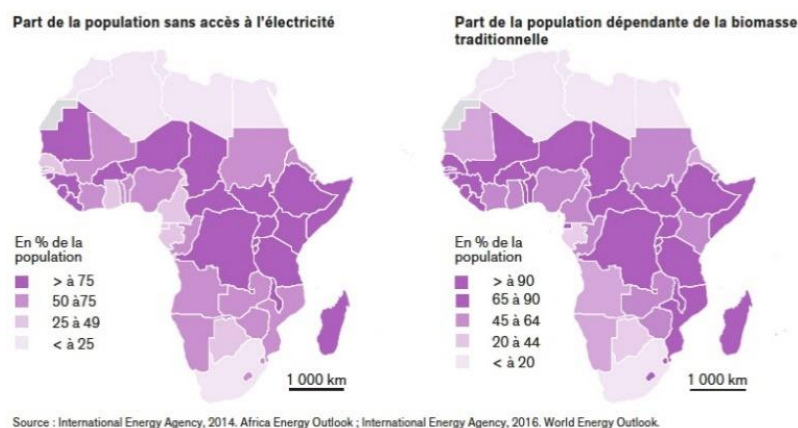 Part de la population sans accès à l'électricité
Part de la population dépendante de la biomasse
traditionnelle
En % de la
population
> à 75
50 à75
25 à 49
< à 25
1 000 km
En % de la
population
> à 90
65 à 90
45 à 64
20 à 44
< à 20
1 000 km
Source : International Energy Agency, 2014. Africa Energy Outlook ; International Energy Agency, 2016. World Energy Outlook.